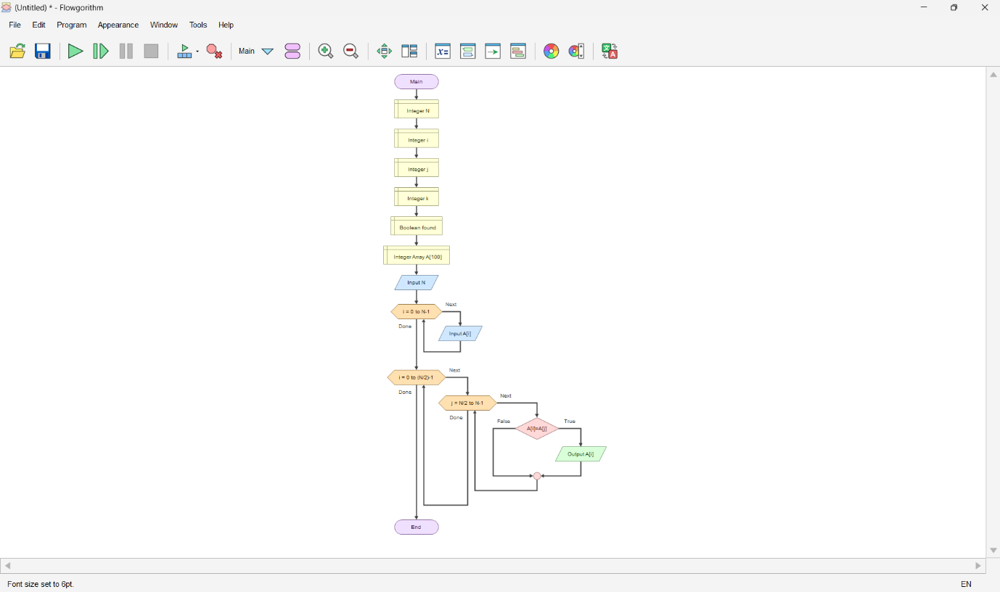 (Untitled) * - Flowgorithm
File Edit Program Appearance Window Tools Help
Main
x=
A
Main
Integer N
Integer i
Integer j
Integer k
Boolean found
Integer Array A[100]
Input N
i = 0 to N-1
Next
Done
Input A[i]
i = 0 to (N/2)-1
Next
Done
j = N/2 to N-1
Next
Done
False
True
A[i]=A[j]
Output A[i]
End
Font size set to 6pt.
EN